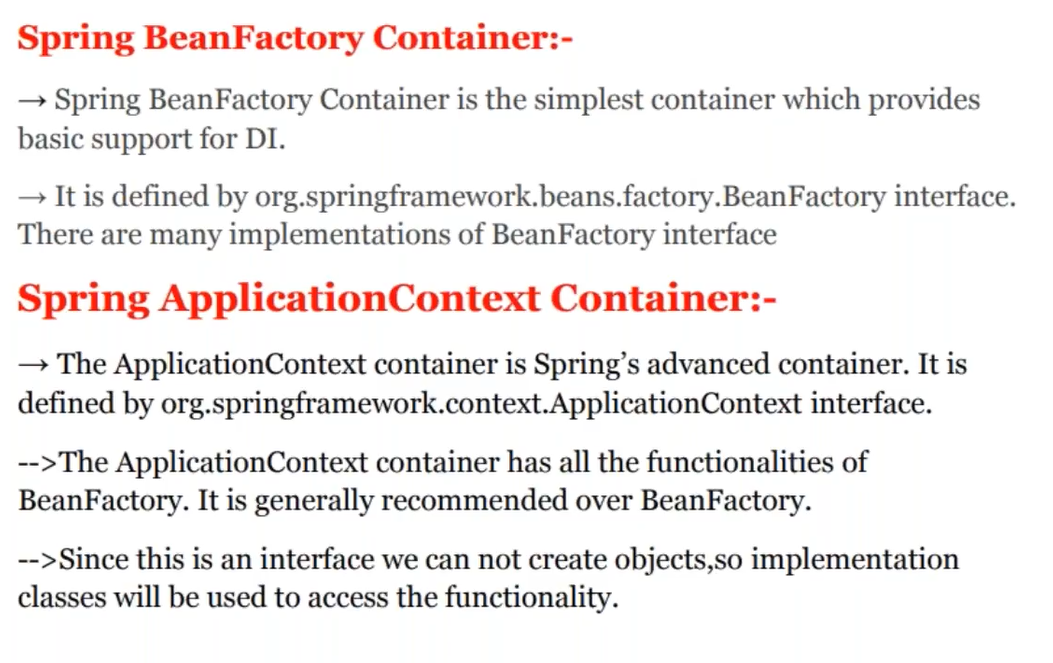 Spring BeanFactory Container:-
→ Spring BeanFactory Container is the simplest container which provides
basic support for DI.
→ It is defined by org.springframework.beans.factory.BeanFactory interface.
There are many implementations of BeanFactory interface
Spring ApplicationContext Container:-
→ The ApplicationContext container is Spring’s advanced container. It is
defined by org.springframework.context.ApplicationContext interface.
-->The ApplicationContext container has all the functionalities of
BeanFactory. It is generally recommended over BeanFactory.
-->Since this is an interface we can not create objects,so implementation
classes will be used to access the functionality.